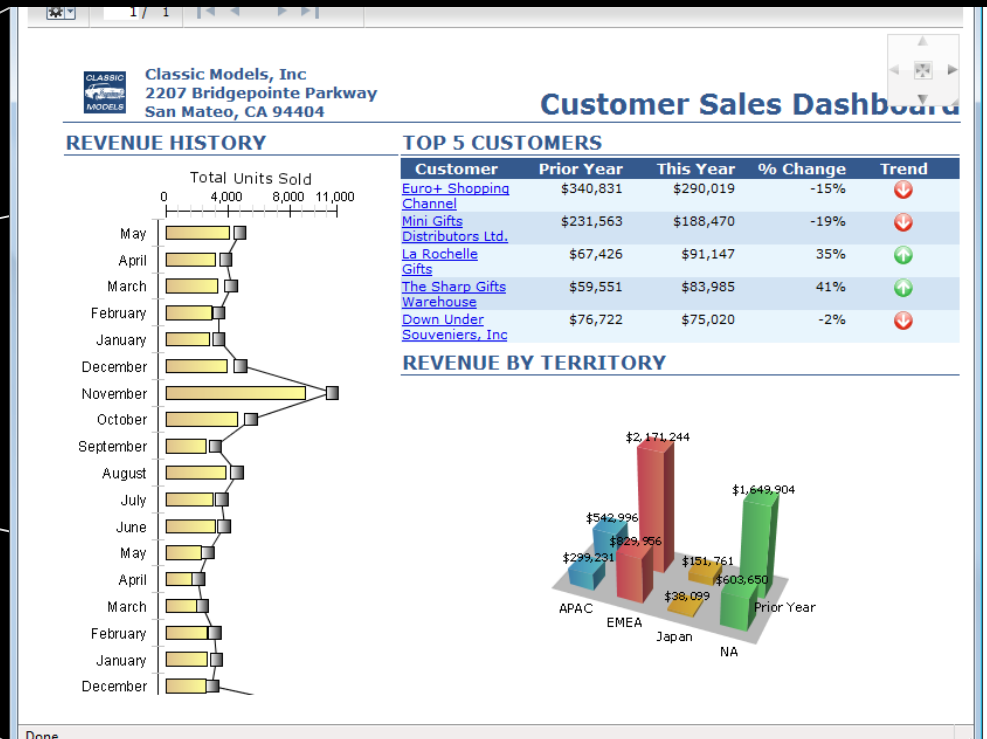 1 / 1
CLASSIC
MODELS
Classic Models, Inc
2207 Bridgepointe Parkway
San Mateo, CA 94404
Customer Sales Dashboard
REVENUE HISTORY
Total Units Sold
0 4,000 8,000 11,000
May
April
March
February
January
December
November
October
September
August
July
June
May
April
March
February
January
December
TOP 5 CUSTOMERS
Customer Prior Year This Year % Change Trend
Euro+ Shopping $340,831 $290,019 -15%
Channel
Mini Gifts $231,563 $188,470 -19%
Distributors Ltd.
La Rochelle $67,426 $91,147 35%
Gifts
The Sharp Gifts $59,551 $83,985 41%
Warehouse
Down Under $76,722 $75,020 -2%
Souveniers, Inc
REVENUE BY TERRITORY
$2,171,244
$1,649,904
$542,996
$829,956
$299,231
$151,761
$603,650
$38,099
APAC
EMEA
Japan
NA
Prior Year
Done